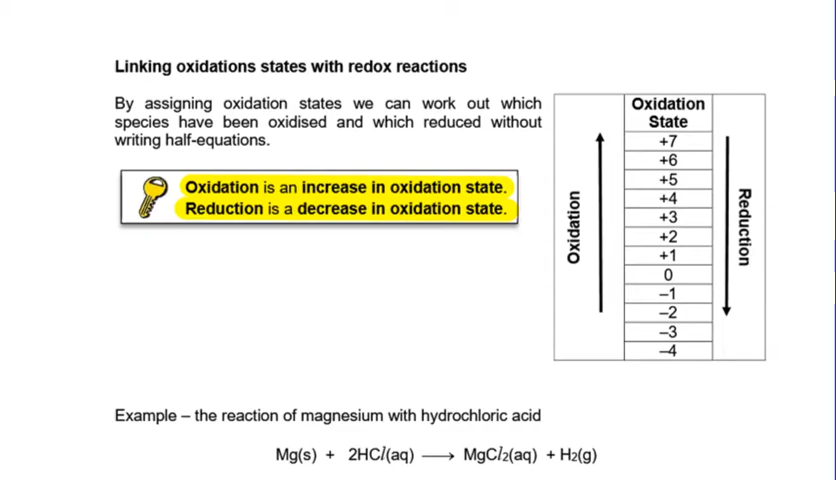 Linking oxidations states with redox reactions
By assigning oxidation states we can work out which
species have been oxidised and which reduced without
writing half-equations.
Oxidation is an increase in oxidation state.
Reduction is a decrease in oxidation state.
Oxidation
Oxidation
State
+7
+6
+5
+4
+3
+2
+1
0
–1
–2
–3
–4
Reduction
Example – the reaction of magnesium with hydrochloric acid
Mg(s) + 2HCl(aq) ⟶ MgCl2(aq) + H2(g)